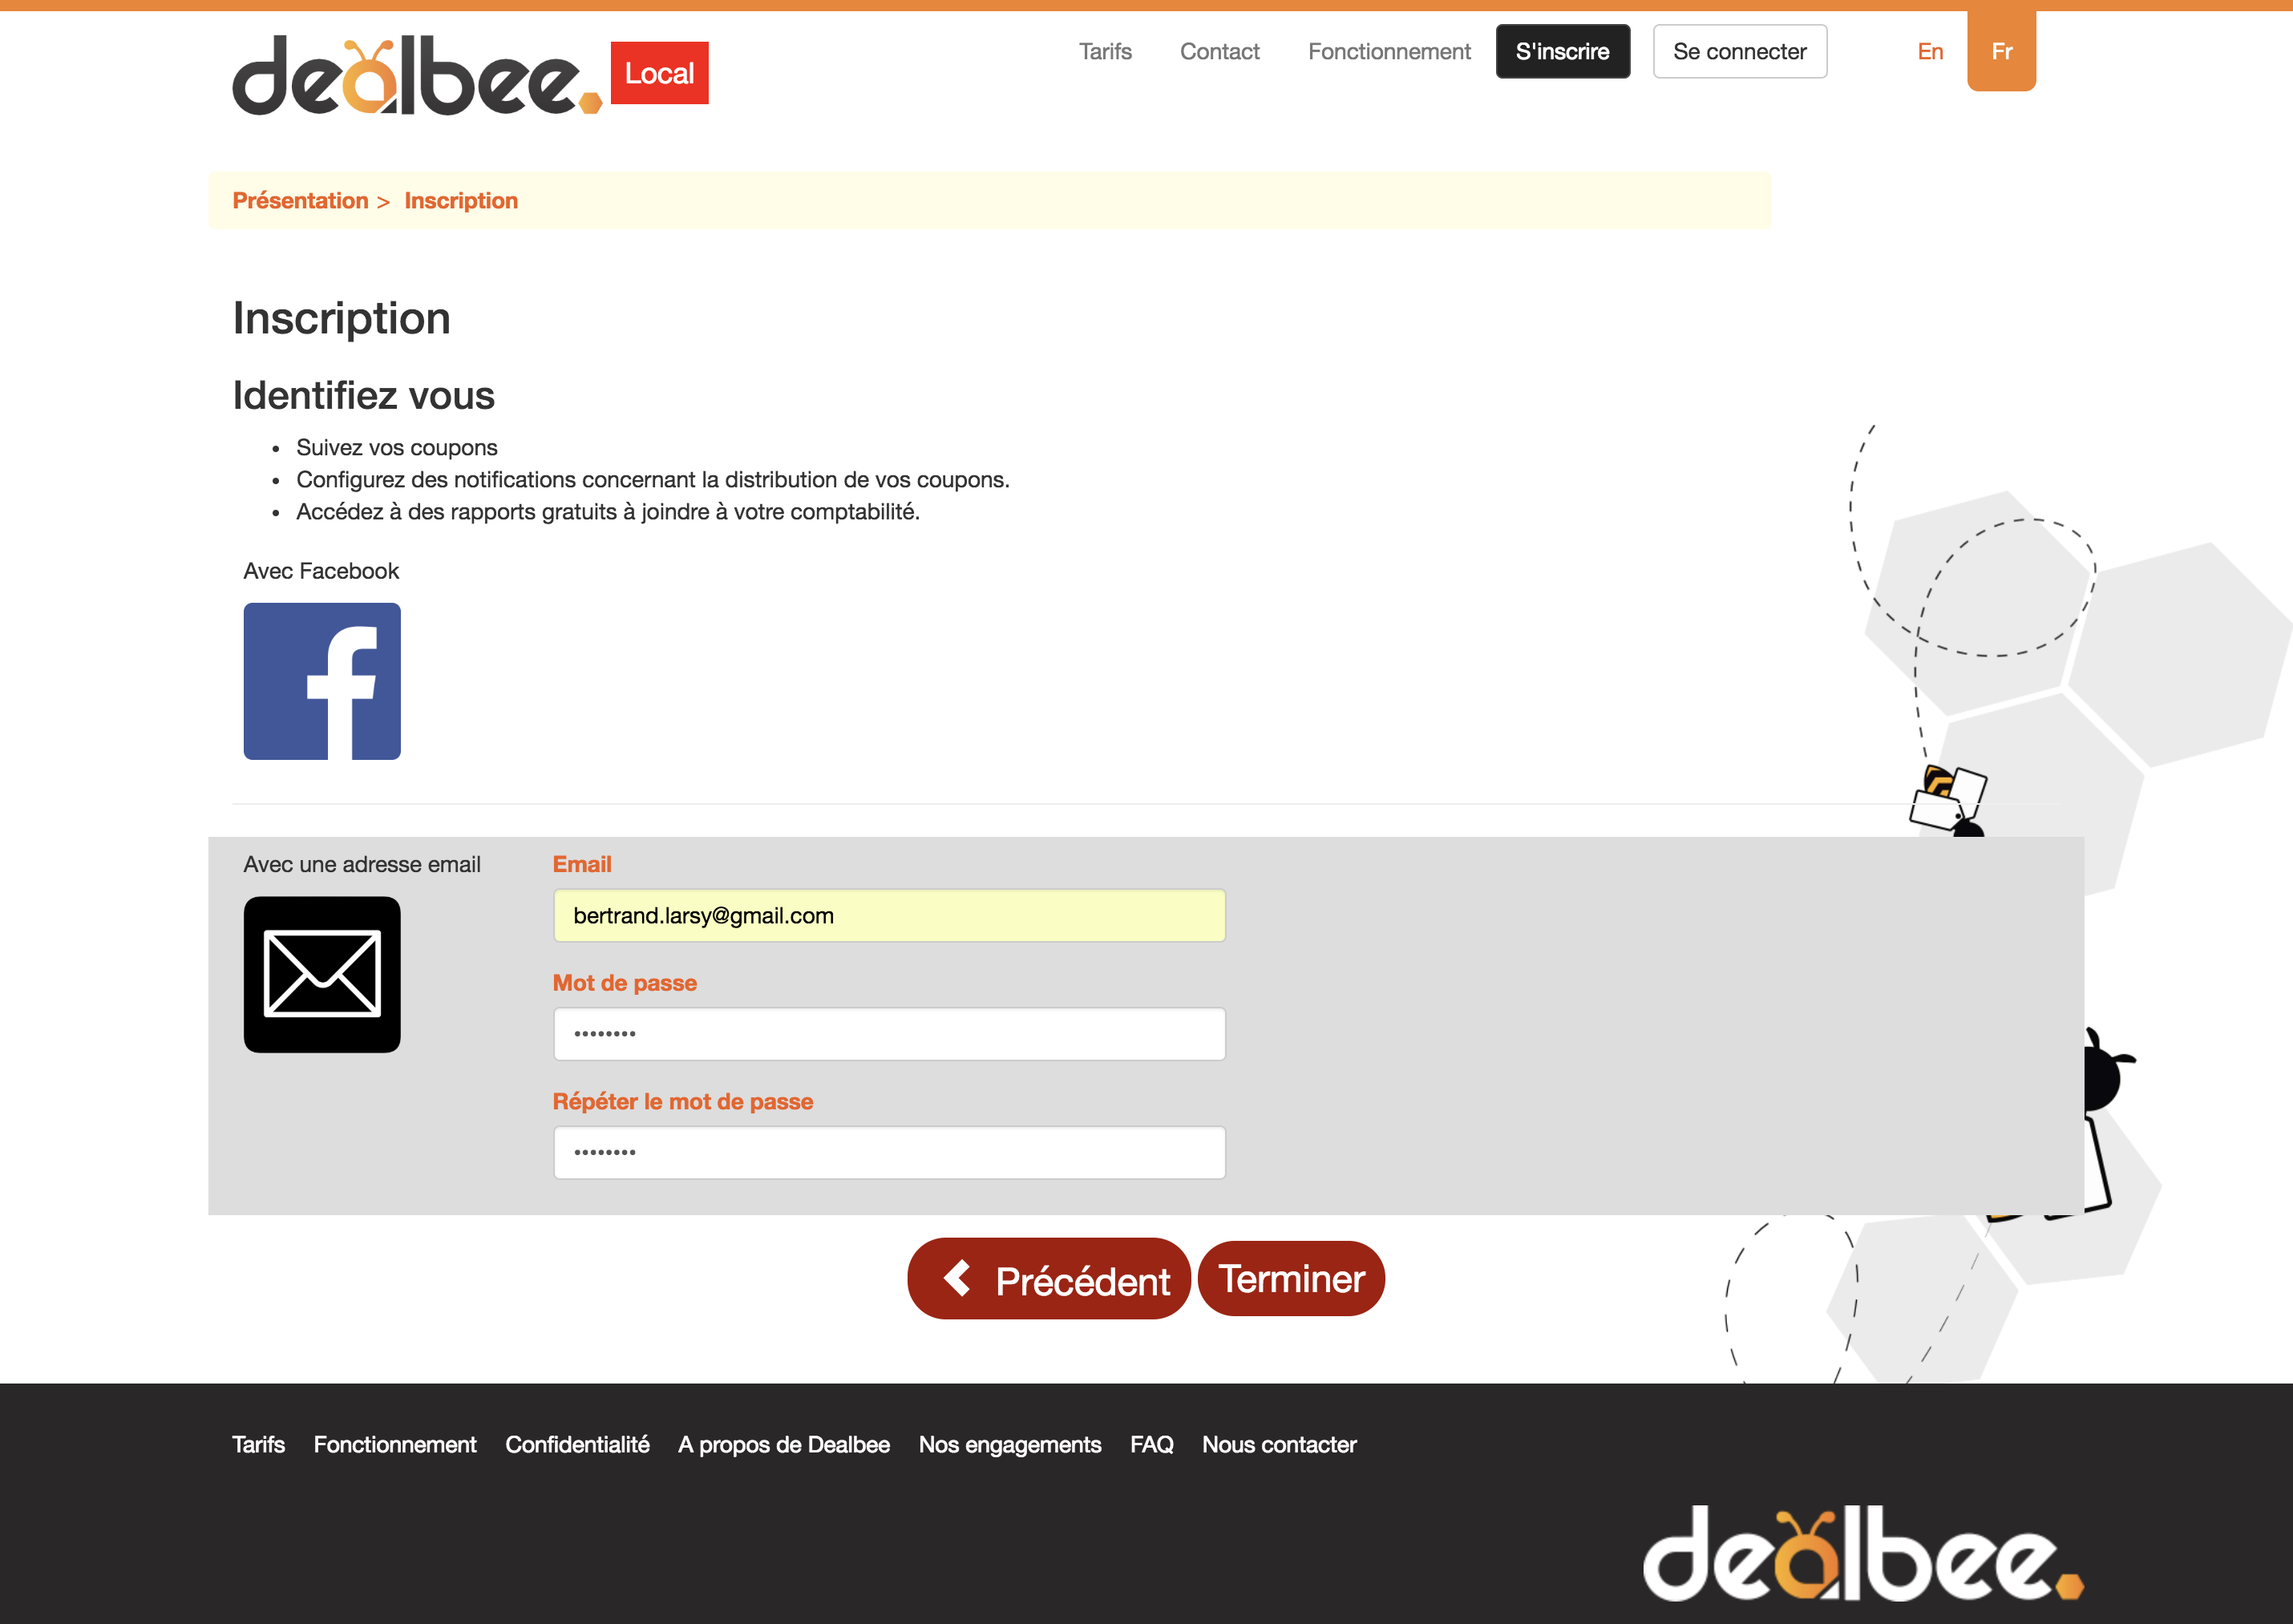 dealbee. Local
Tarifs Contact Fonctionnement S'inscrire Se connecter En Fr
Présentation > Inscription
Inscription
Identifiez vous
• Suivez vos coupons
• Configurez des notifications concernant la distribution de vos coupons.
• Accédez à des rapports gratuits à joindre à votre comptabilité.
Avec Facebook
f
Avec une adresse email
Email
bertrand.larsy@gmail.com
Mot de passe
••••••••
Répéter le mot de passe
••••••••
Précédent Terminer
Tarifs Fonctionnement Confidentialité A propos de Dealbee Nos engagements FAQ Nous contacter
dealbee.